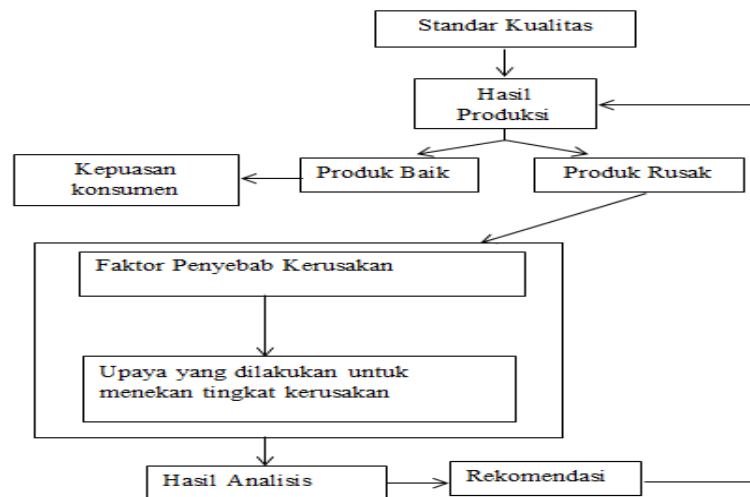 Standar Kualitas
Hasil
Produksi
Kepuasan
konsumen
Produk Baik
Produk Rusak
Faktor Penyebab Kerusakan
Upaya yang dilakukan untuk
menekan tingkat kerusakan
Hasil Analisis
Rekomendasi